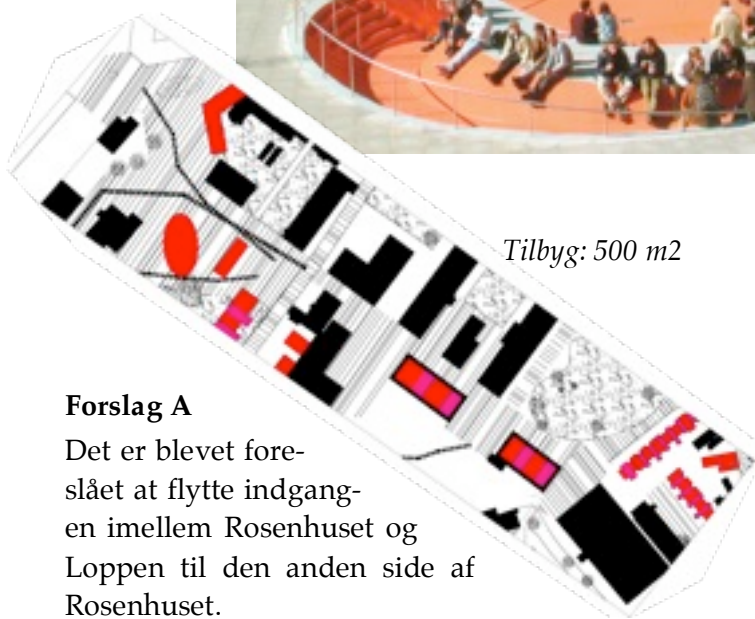 Tilbyg: 500 m2
Forslag A
Det er blevet fore-
slået at flytte indgang-
en imellem Rosenhuset og
Loppen til den anden side af
Rosenhuset.